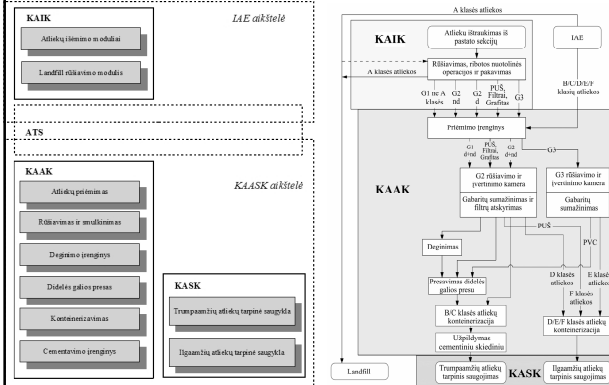 KAIK
IAE aikštelė
Atliekų išėmimo moduliai
Landfill rūšiavimo modulis
ATS
KAAK
KAASK aikštelė
Atliekų priėmimas
Rūšiavimas ir smulkinimas
Deginimo įrenginys
Didelės galios presas
Konteinerizavimas
Cementavimo įrenginys
KASK
Trumpaamžių atliekų tarpinė saugykla
Ilgaamžių atliekų tarpinė saugykla
A klasės atliekos
KAIK
Atliekų ištraukimas iš
pastato sekcijų
IAE
Rūšiavimas, ribotos nuotolinės
operacijos ir pakavimas
A klasės atliekos
B/C/D/E/F
klasių atliekos
G1 ne A
klasės
G2
nd
G2
d
PUŠ,
Filtrai,
Grafitas
G3
Priėmimo įrenginys
G1
d+nd
PUŠ,
Filtrai,
Grafitas
G2
d+nd
G3
KAAK
G2 rūšiavimo ir
įvertinimo kamera
Gabaritų sumažinimas ir
filtrų atskyrimas
G3 rūšiavimo ir
įvertinimo kamera
Gabaritų
sumažinimas
PUŠ
PVC
Deginimas
Presavimas didelės
galios presu
D klasės
atliekos
E klasės
atliekos
F klasės
atliekos
B/C klasės atliekų
konteinerizacija
D/E/F klasės atliekų
konteinerizacija
Užpildymas
cementiniu skiediniu
Landfill
Trumpaamžių atliekų
tarpinis saugojimas
KASK
Ilgaamžių atliekų
tarpinis saugojimas